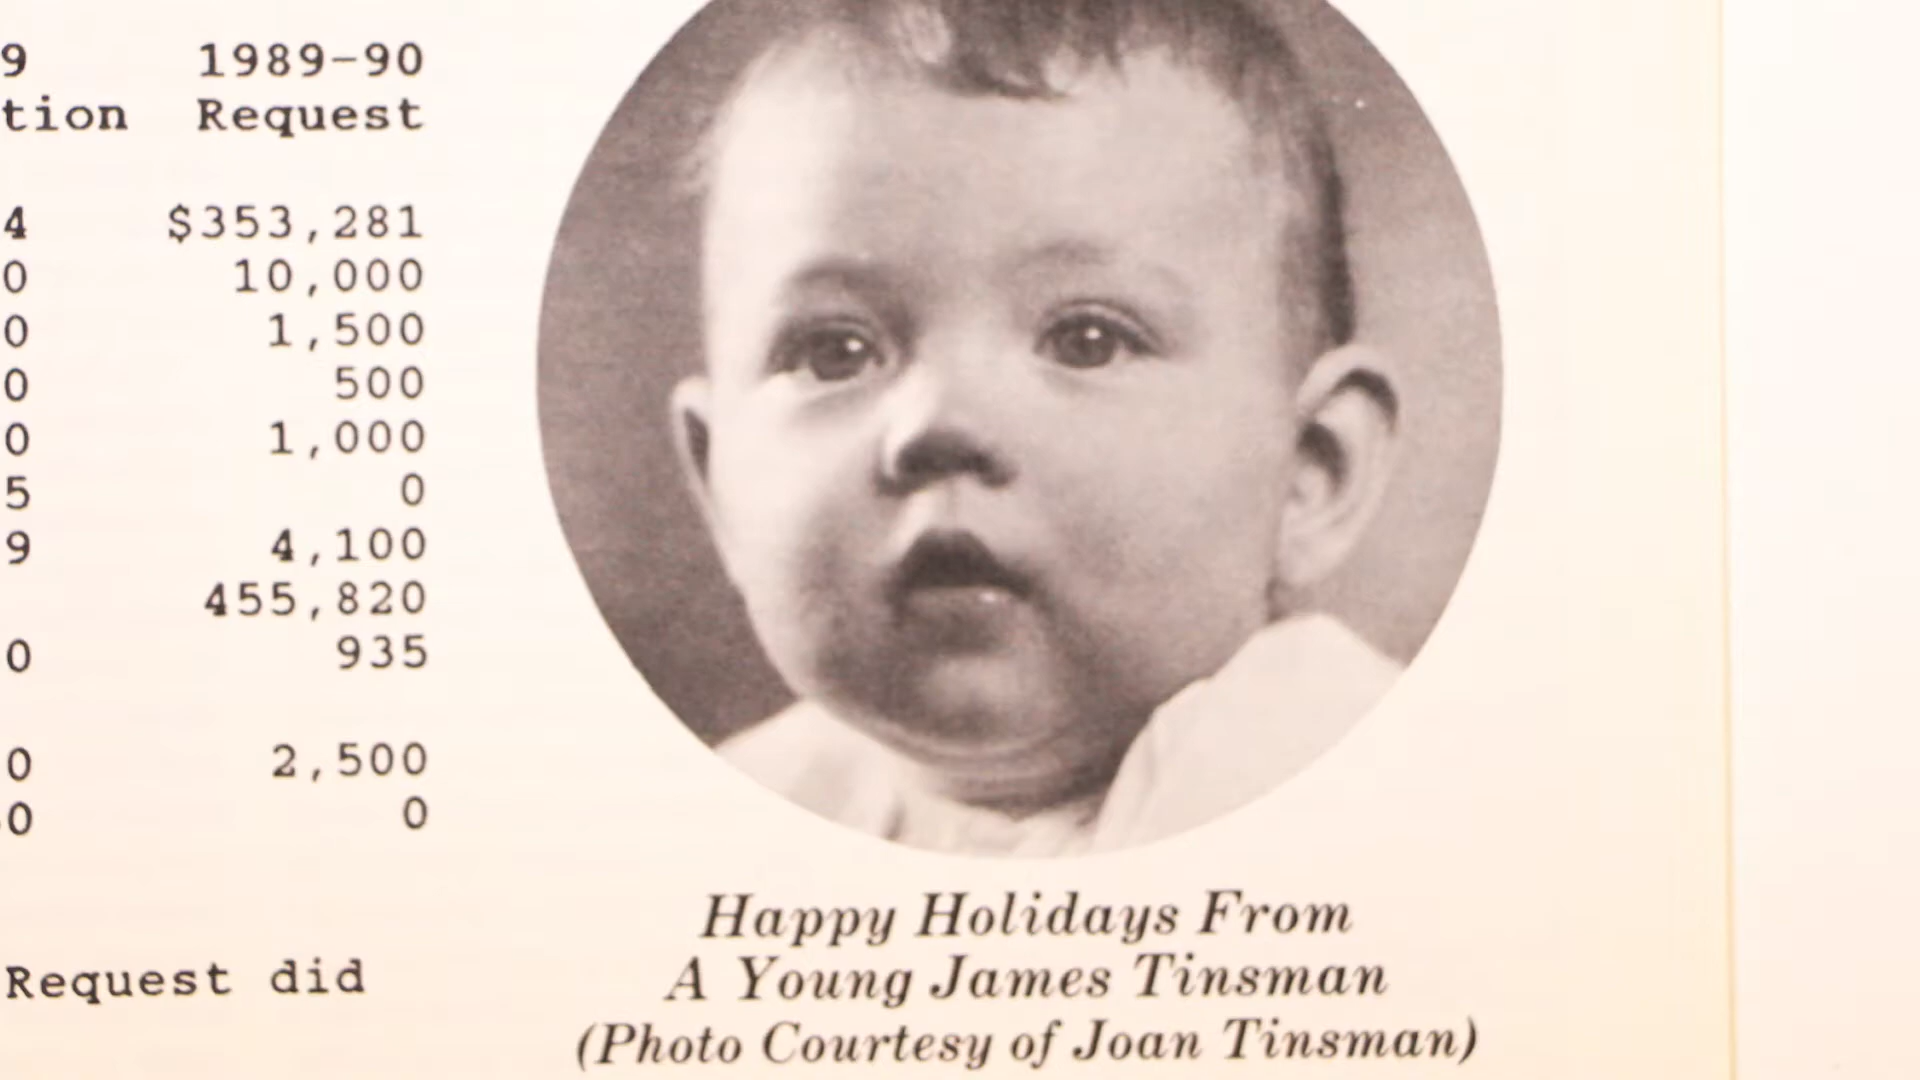 9 1989-90
tion Request
4 $353,281
0 10,000
0 1,500
0 500
0 1,000
5 0
9 4,100
455,820
0 935
0 2,500
0 0
Request did
Happy Holidays From
A Young James Tinsman
(Photo Courtesy of Joan Tinsman)